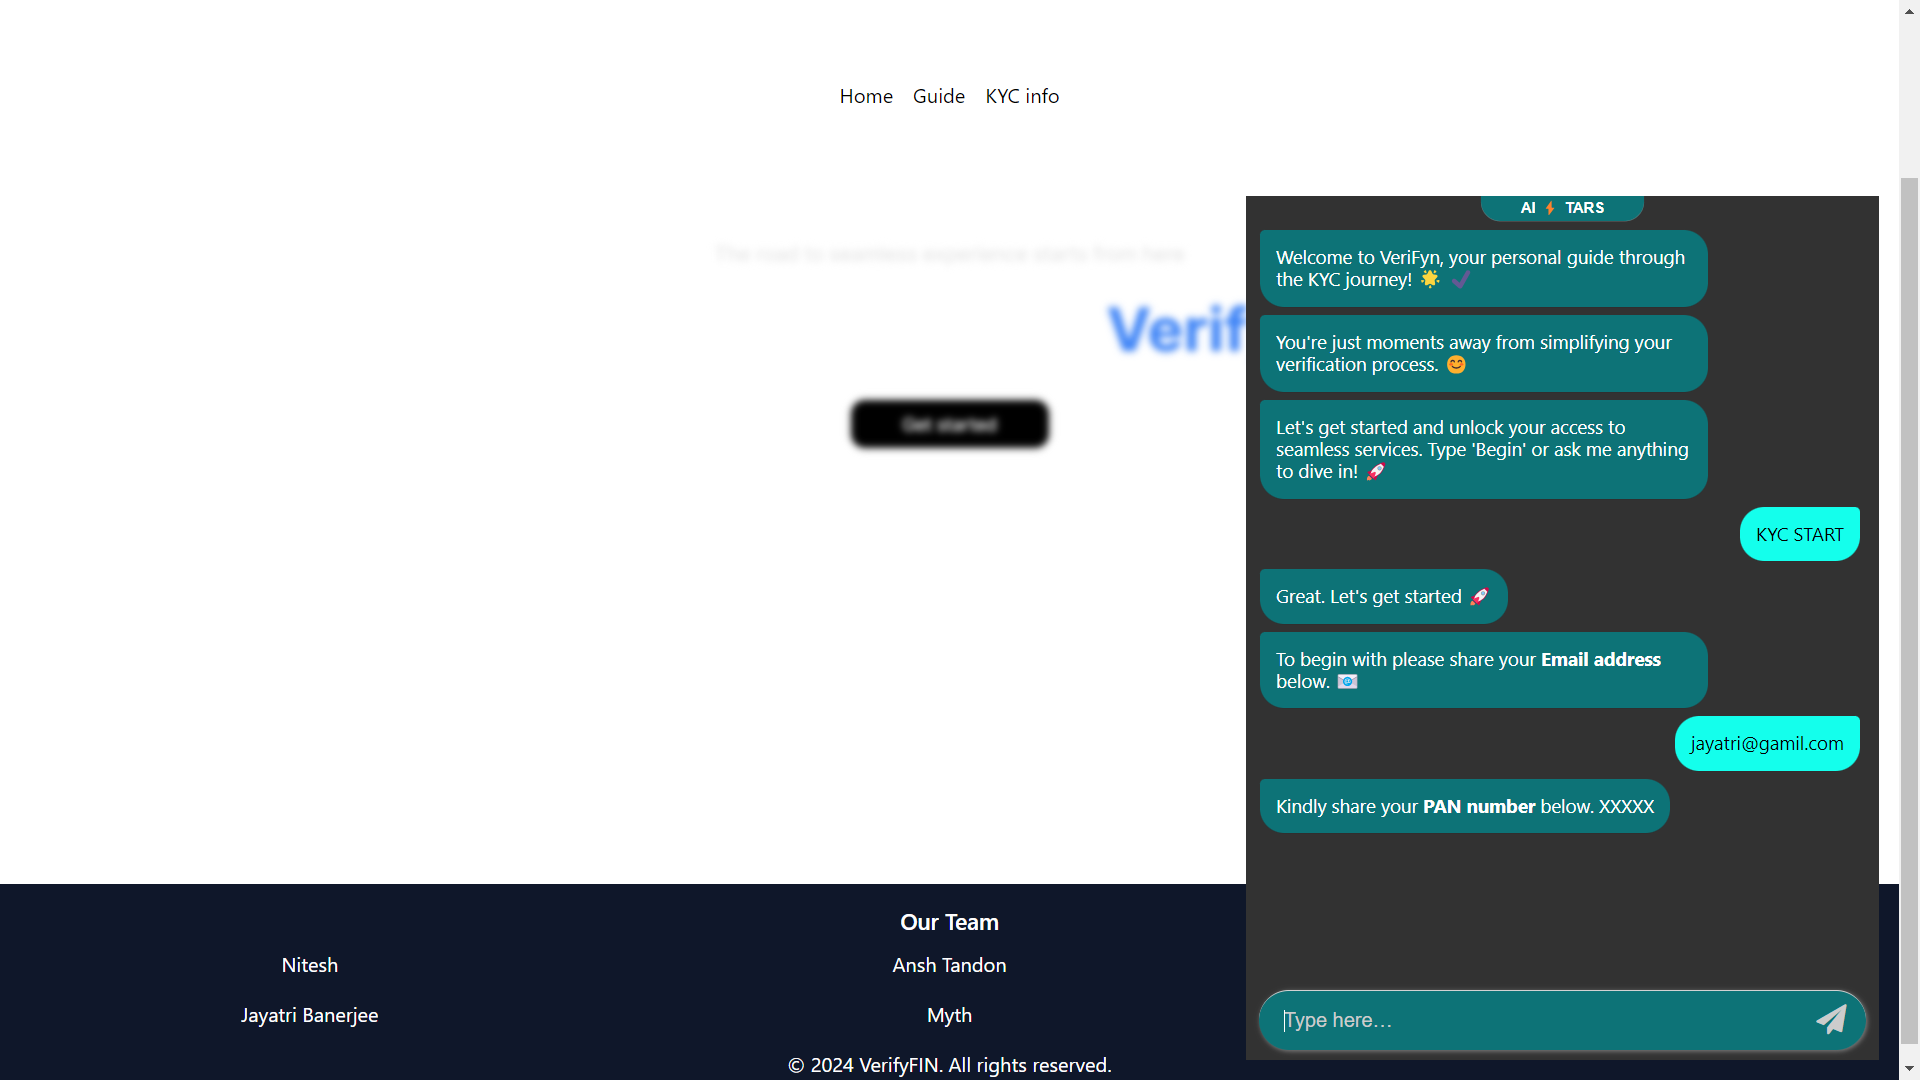 Home Guide KYC info
The road to seamless experience starts from here
Verif
Get started
AI ⚡ TARS
Welcome to VeriFyn, your personal guide through
the KYC journey! 🌟 ✔️
You're just moments away from simplifying your
verification process. 😊
Let's get started and unlock your access to
seamless services. Type 'Begin' or ask me anything
to dive in! 🚀
KYC START
Great. Let's get started 🚀
To begin with please share your Email address
below. 📧
jayatri@gamil.com
Kindly share your PAN number below. XXXXX
Type here...
Our Team
Nitesh
Ansh Tandon
Jayatri Banerjee
Myth
© 2024 VerifyFIN. All rights reserved.